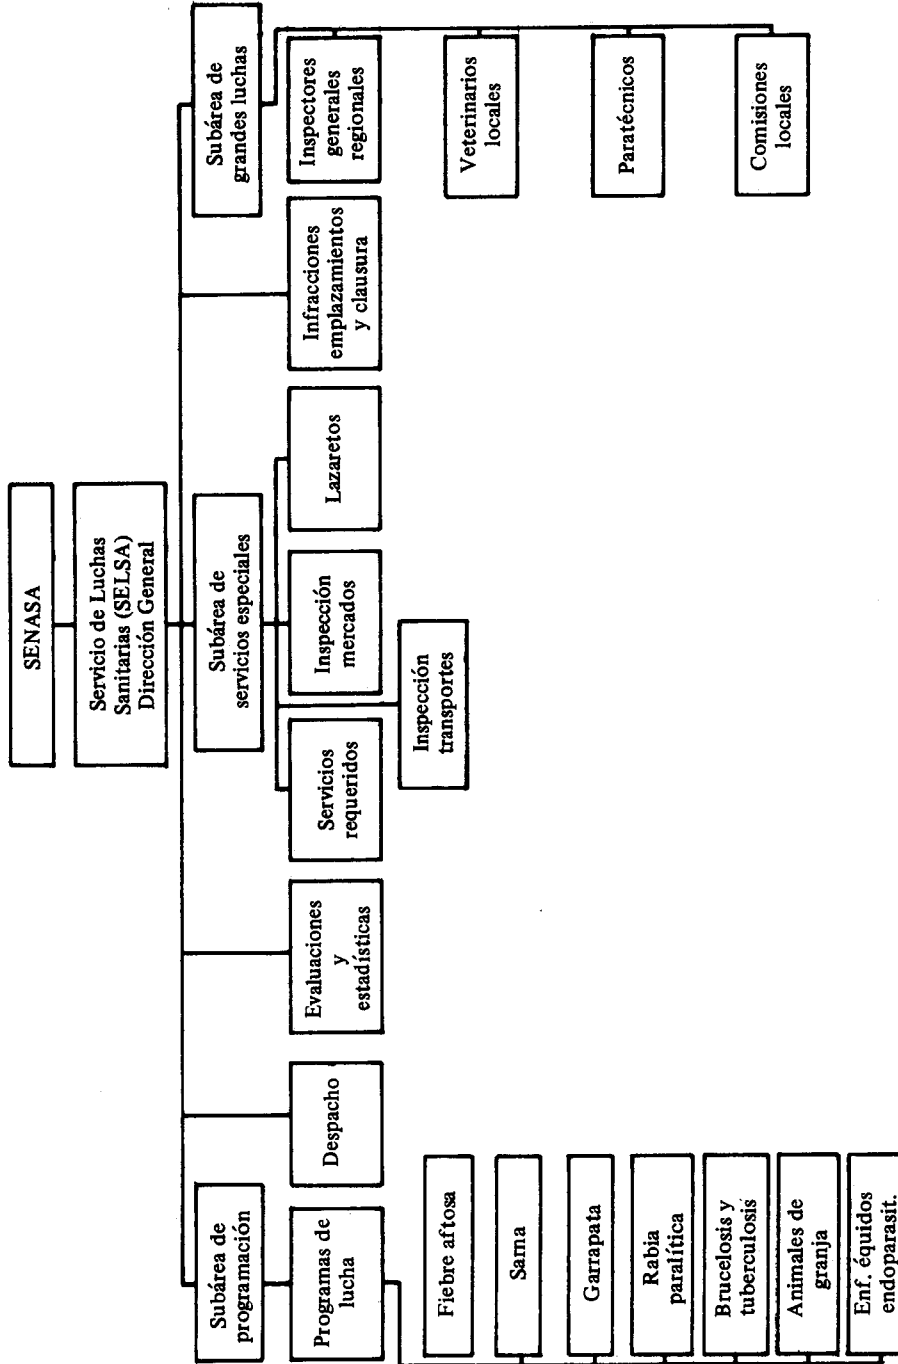 SENASA
Servicio de Luchas
Sanitarias (SELSA)
Dirección General
Subárea de
programación
Subárea de
servicios especiales
Subárea de
grandes luchas
Programas de
lucha
Despacho
Evaluaciones
y
estadísticas
Servicios
requeridos
Inspección
mercados
Lazaretos
Infracciones
emplazamientos
y clausura
Inspectores
generales
regionales
Inspección
transportes
Veterinarios
locales
Paratécnicos
Comisiones
locales
Fiebre aftosa
Sarna
Garrapata
Rabia
paralítica
Brucelosis y
tuberculosis
Animales de
granja
Enf. équidos
endoparasit.